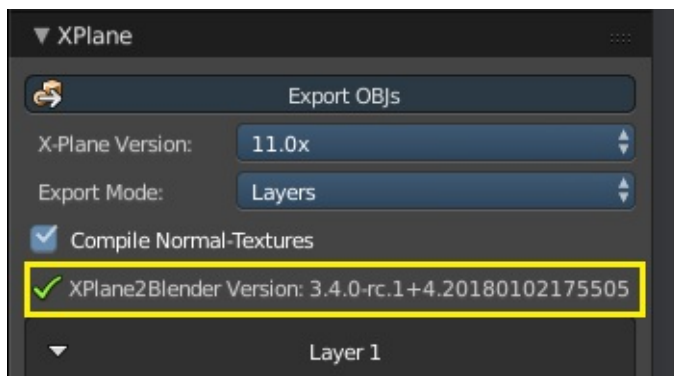 XPlane
Export OBJs
X-Plane Version: 11.0x
Export Mode: Layers
Compile Normal-Textures
XPlane2Blender Version: 3.4.0-rc.1+4.20180102175505
Layer 1